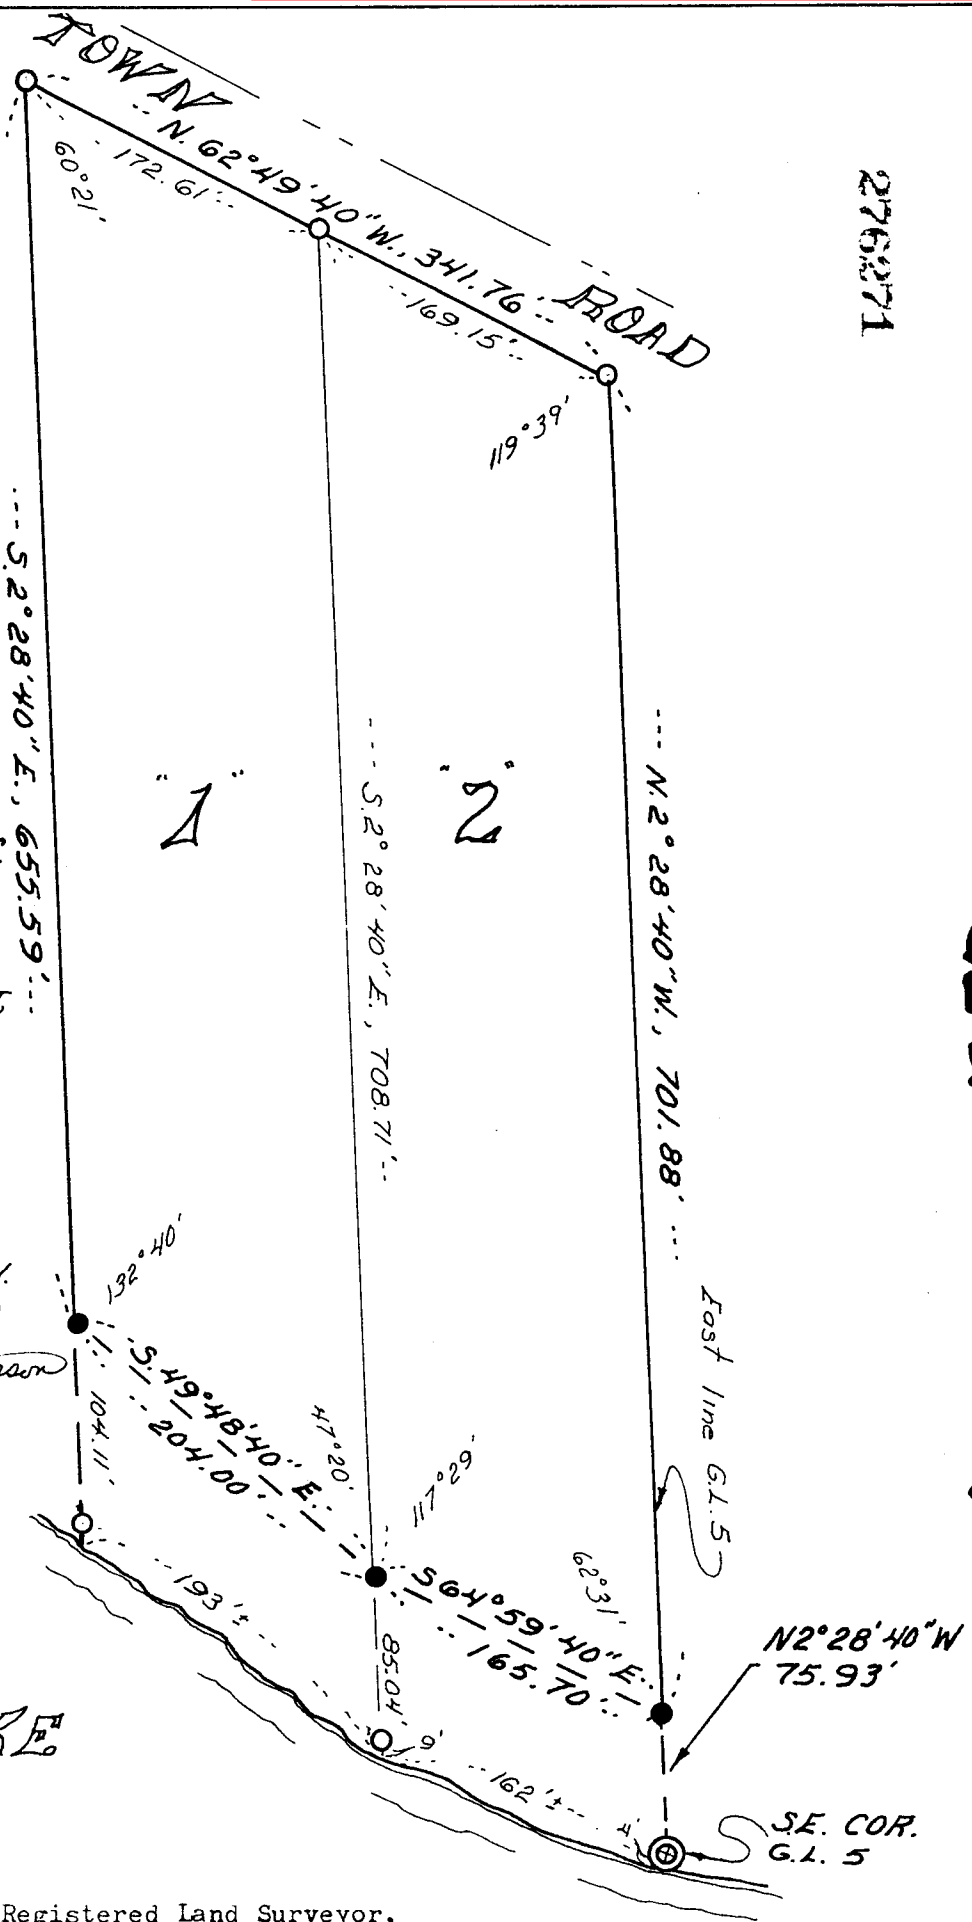 TOWN
ROAD
N. 62°49'40"W., 341.76'
172.61'
169.15'
60°21'
119°39'
276271
S. 2°28'40"E., 655.59'
"1"
S. 2°28'40"E., 708.71'
"2"
N. 2°28'40"W., 701.88'
East line G.L. 5
132°40'
S. 49°48'40"E.
204.00'
104.11'
47°20'
117°29'
S 64°59'40"E.
165.70'
62°31'
85.04'
193'±
9'
162'±
4'
N2°28'40"W
75.93'
S.E. COR.
G.L. 5
Registered Land Surveyor,